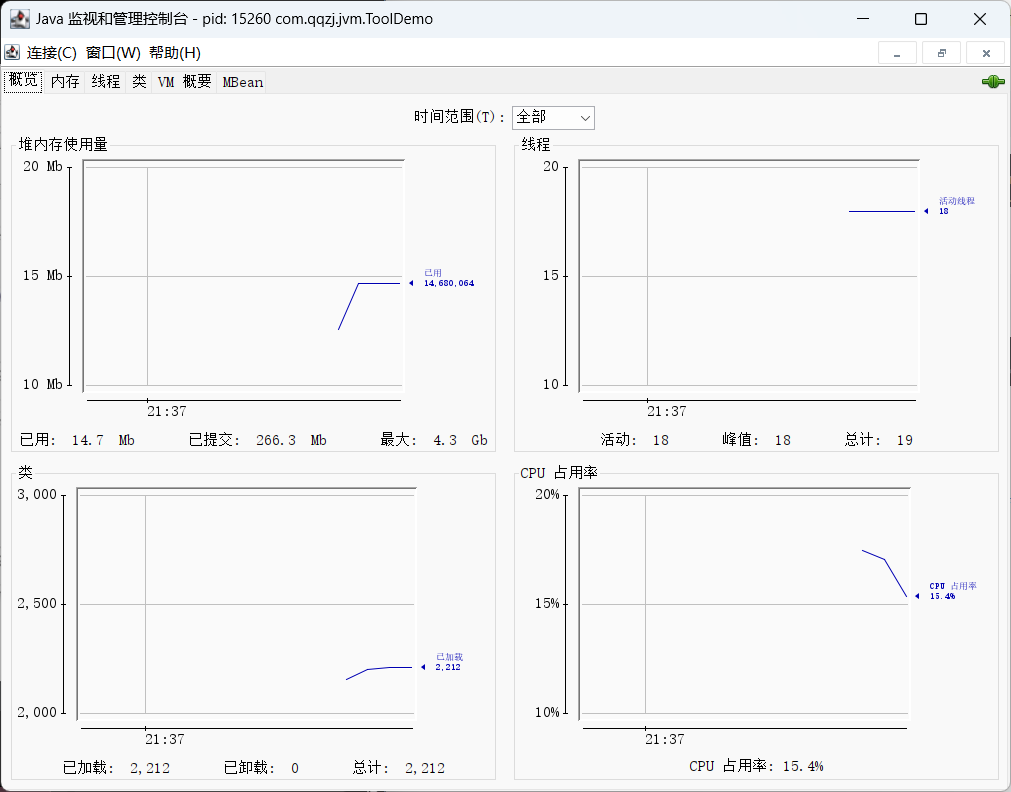 Java 监视和管理控制台 - pid: 15260 com.qqzj.jvm.ToolDemo
连接(C) 窗口(W) 帮助(H)
概览 内存 线程 类 VM 概要 MBean
时间范围(T): 全部
堆内存使用量
20 Mb
15 Mb
10 Mb
已用
14,680,064
21:37
已用: 14.7 Mb 已提交: 266.3 Mb 最大: 4.3 Gb
线程
20
15
10
活动线程
18
21:37
活动: 18 峰值: 18 总计: 19
类
3,000
2,500
2,000
已加载
2,212
21:37
已加载: 2,212 已卸载: 0 总计: 2,212
CPU 占用率
20%
15%
10%
CPU 占用率
15.4%
21:37
CPU 占用率: 15.4%